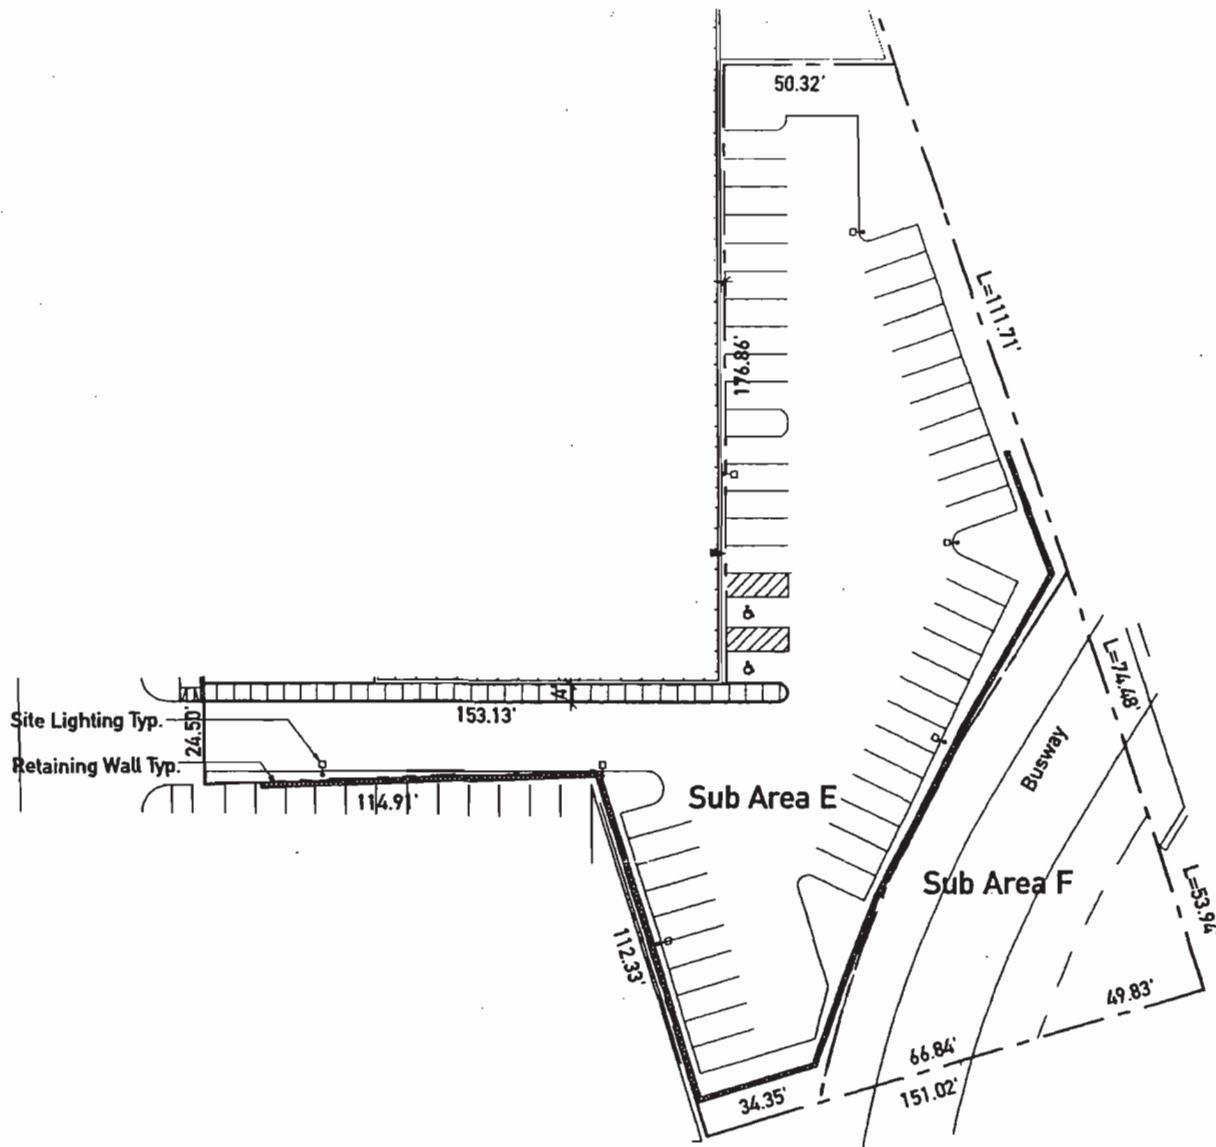 50.32'
L=111.71'
176.86'
L=74.48'
4'
24.50'
153.13'
Site Lighting Typ.
Retaining Wall Typ.
114.91'
Busway
Sub Area E
Sub Area F
L=53.94'
112.33'
49.83'
66.84'
151.02'
34.35'